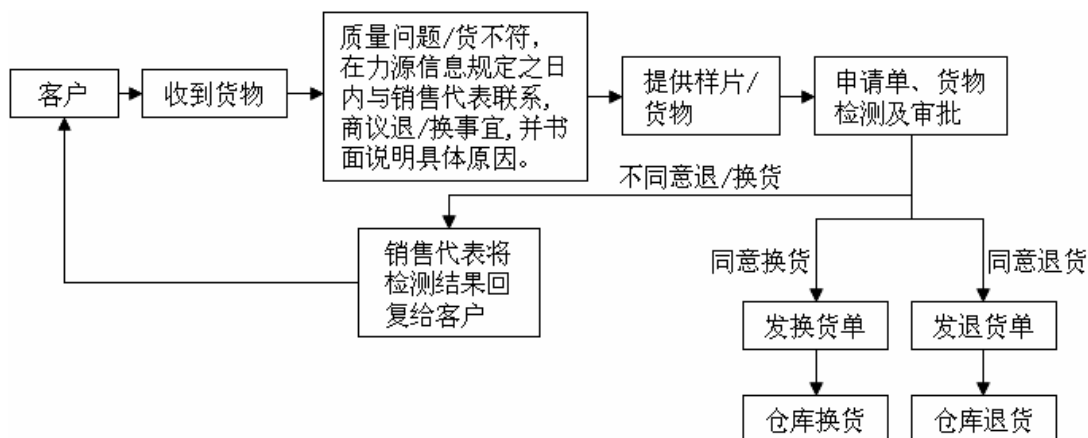 客户
收到货物
质量问题/货不符，
在力源信息规定之日
内与销售代表联系，
商议退/换事宜，并书
面说明具体原因。
提供样片/
货物
申请单、货物
检测及审批
不同意退/换货
销售代表将
检测结果回
复给客户
同意换货
同意退货
发换货单
发退货单
仓库换货
仓库退货